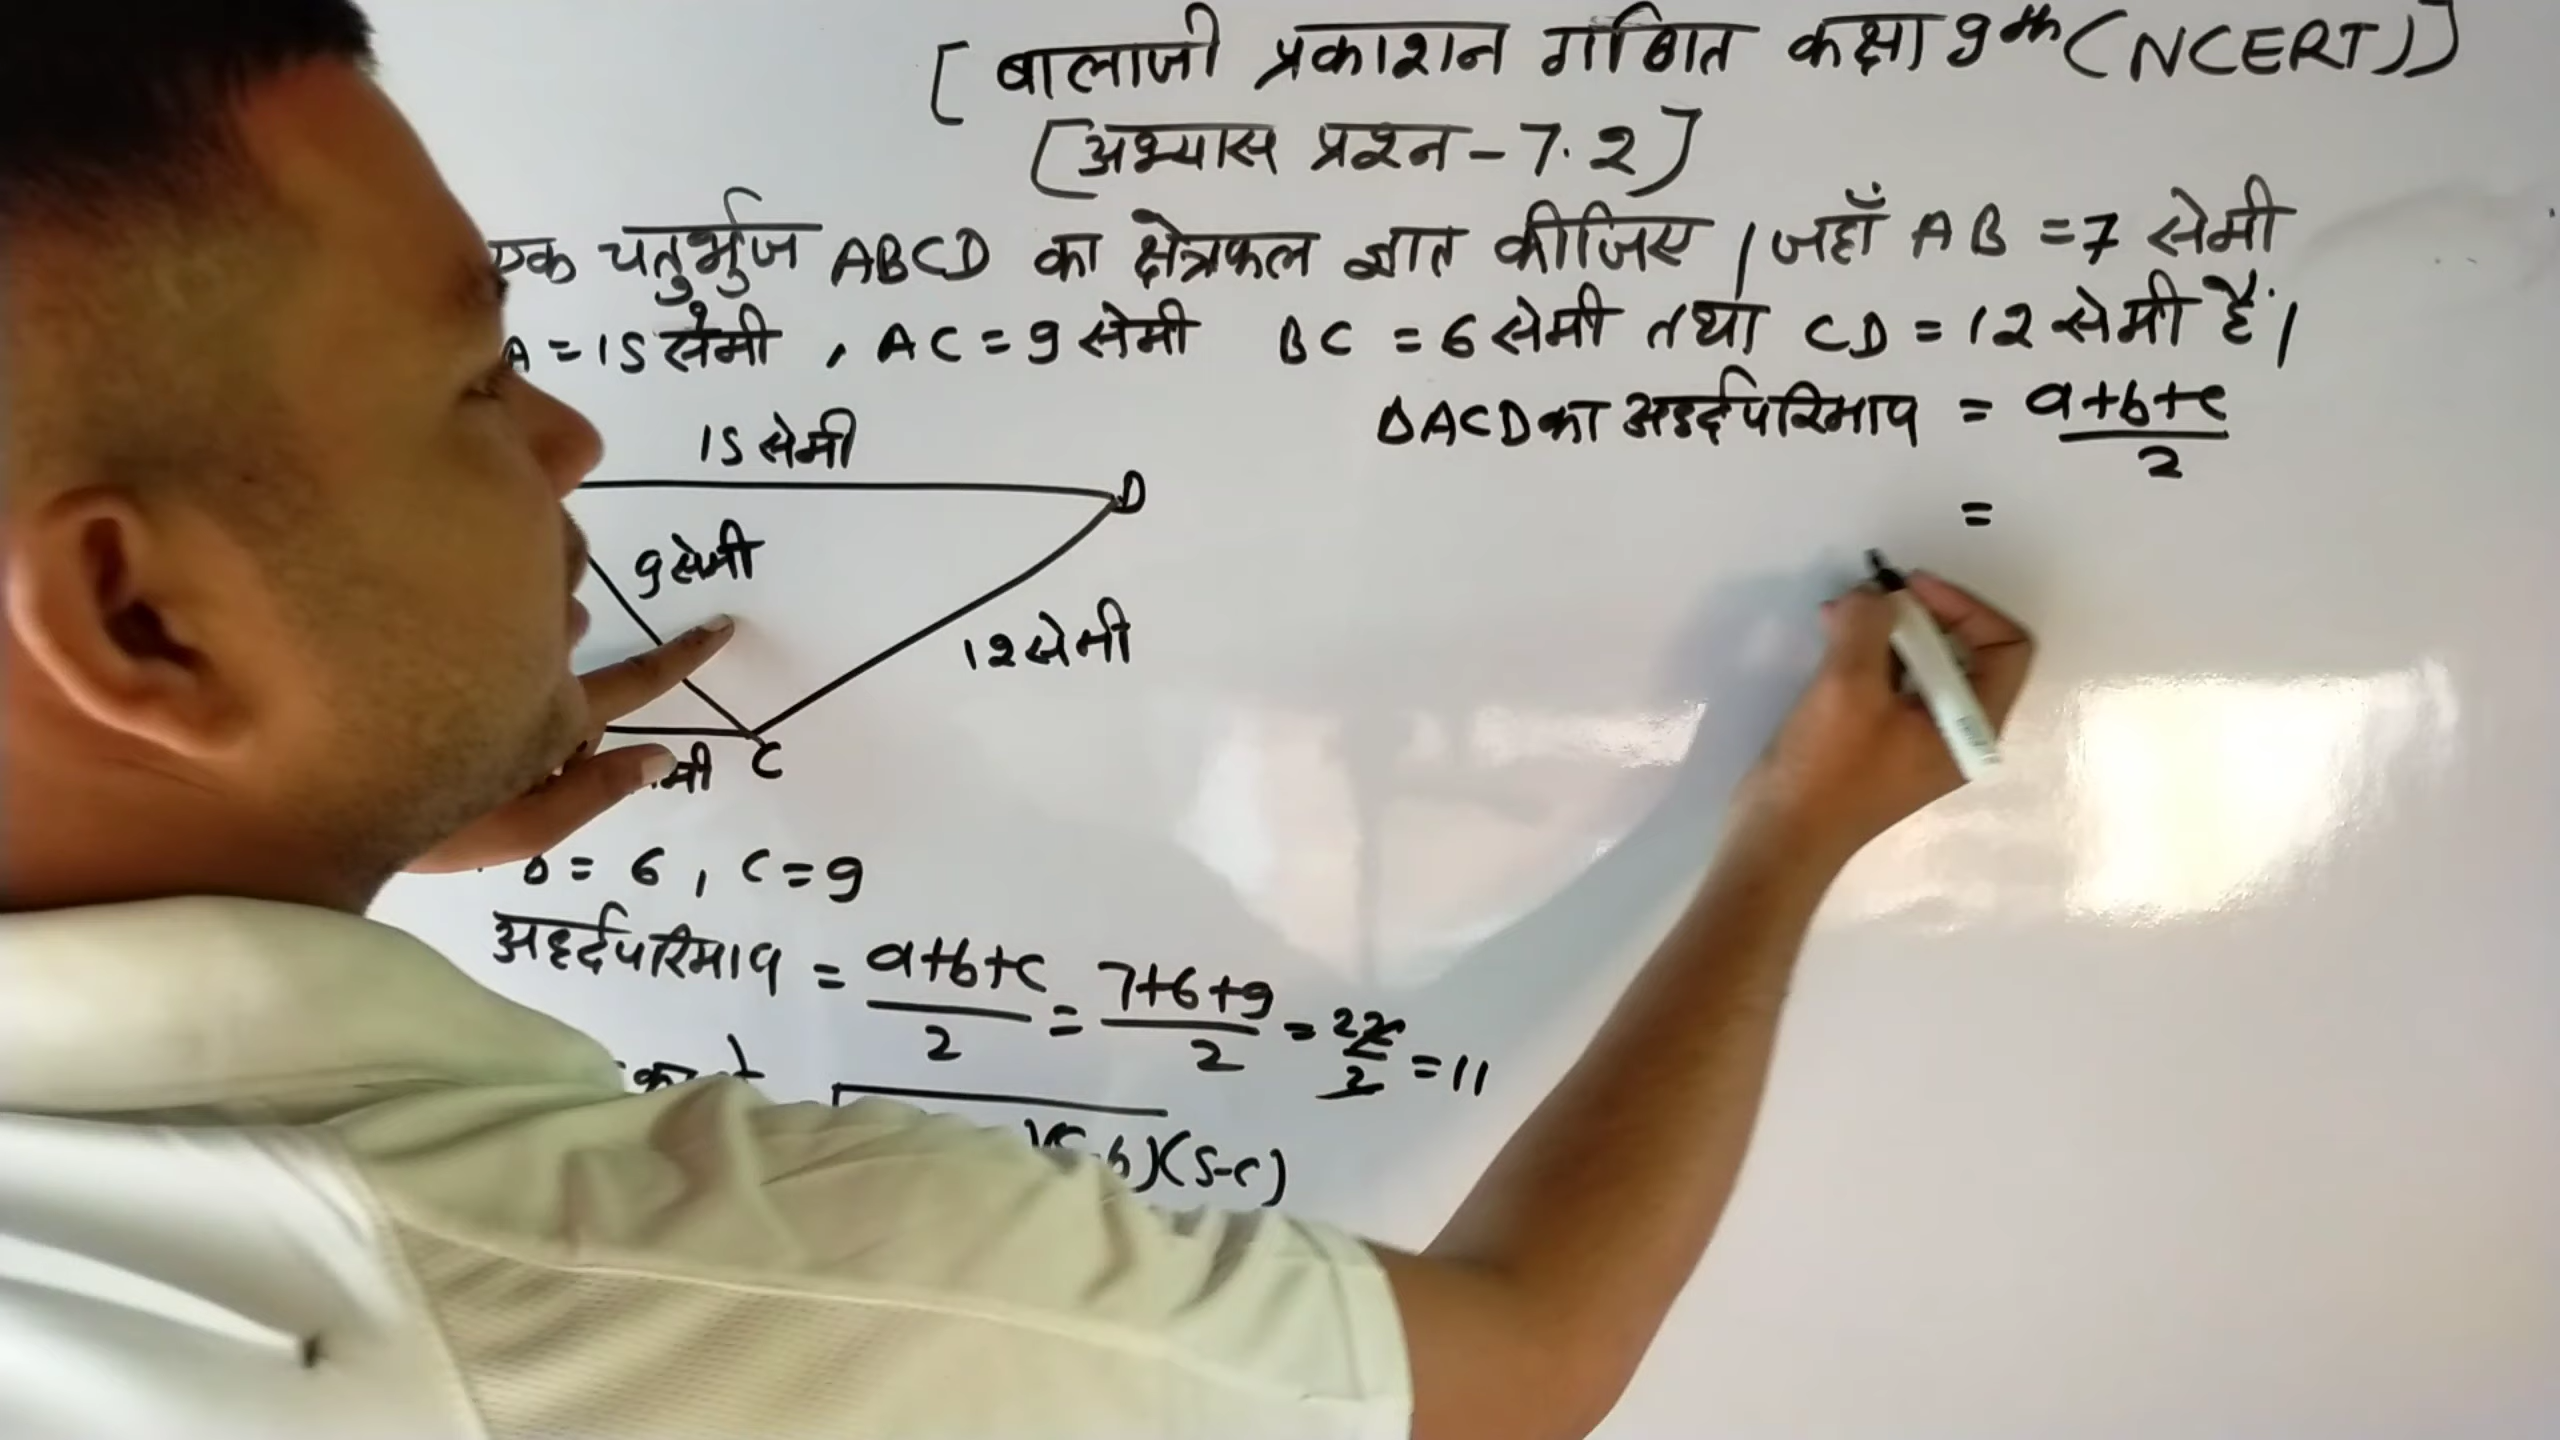 [बालाजी प्रकाशन गणित कक्षा 9th (NCERT)]
[अभ्यास प्रश्न - 7.2]
एक चतुर्भुज ABCD का क्षेत्रफल ज्ञात कीजिए । जहाँ AB = 7 सेमी
A = 15 सेमी , AC = 9 सेमी BC = 6 सेमी तथा CD = 12 सेमी हैं।
ΔACD का अर्द्धपरिमाप = a+b+c/2
=
15 सेमी
D
9 सेमी
12 सेमी
मी C
b = 6 , c = 9
अर्द्धपरिमाप = a+b+c/2 = 7+6+9/2 = 22/2 = 11
b)(s-c)